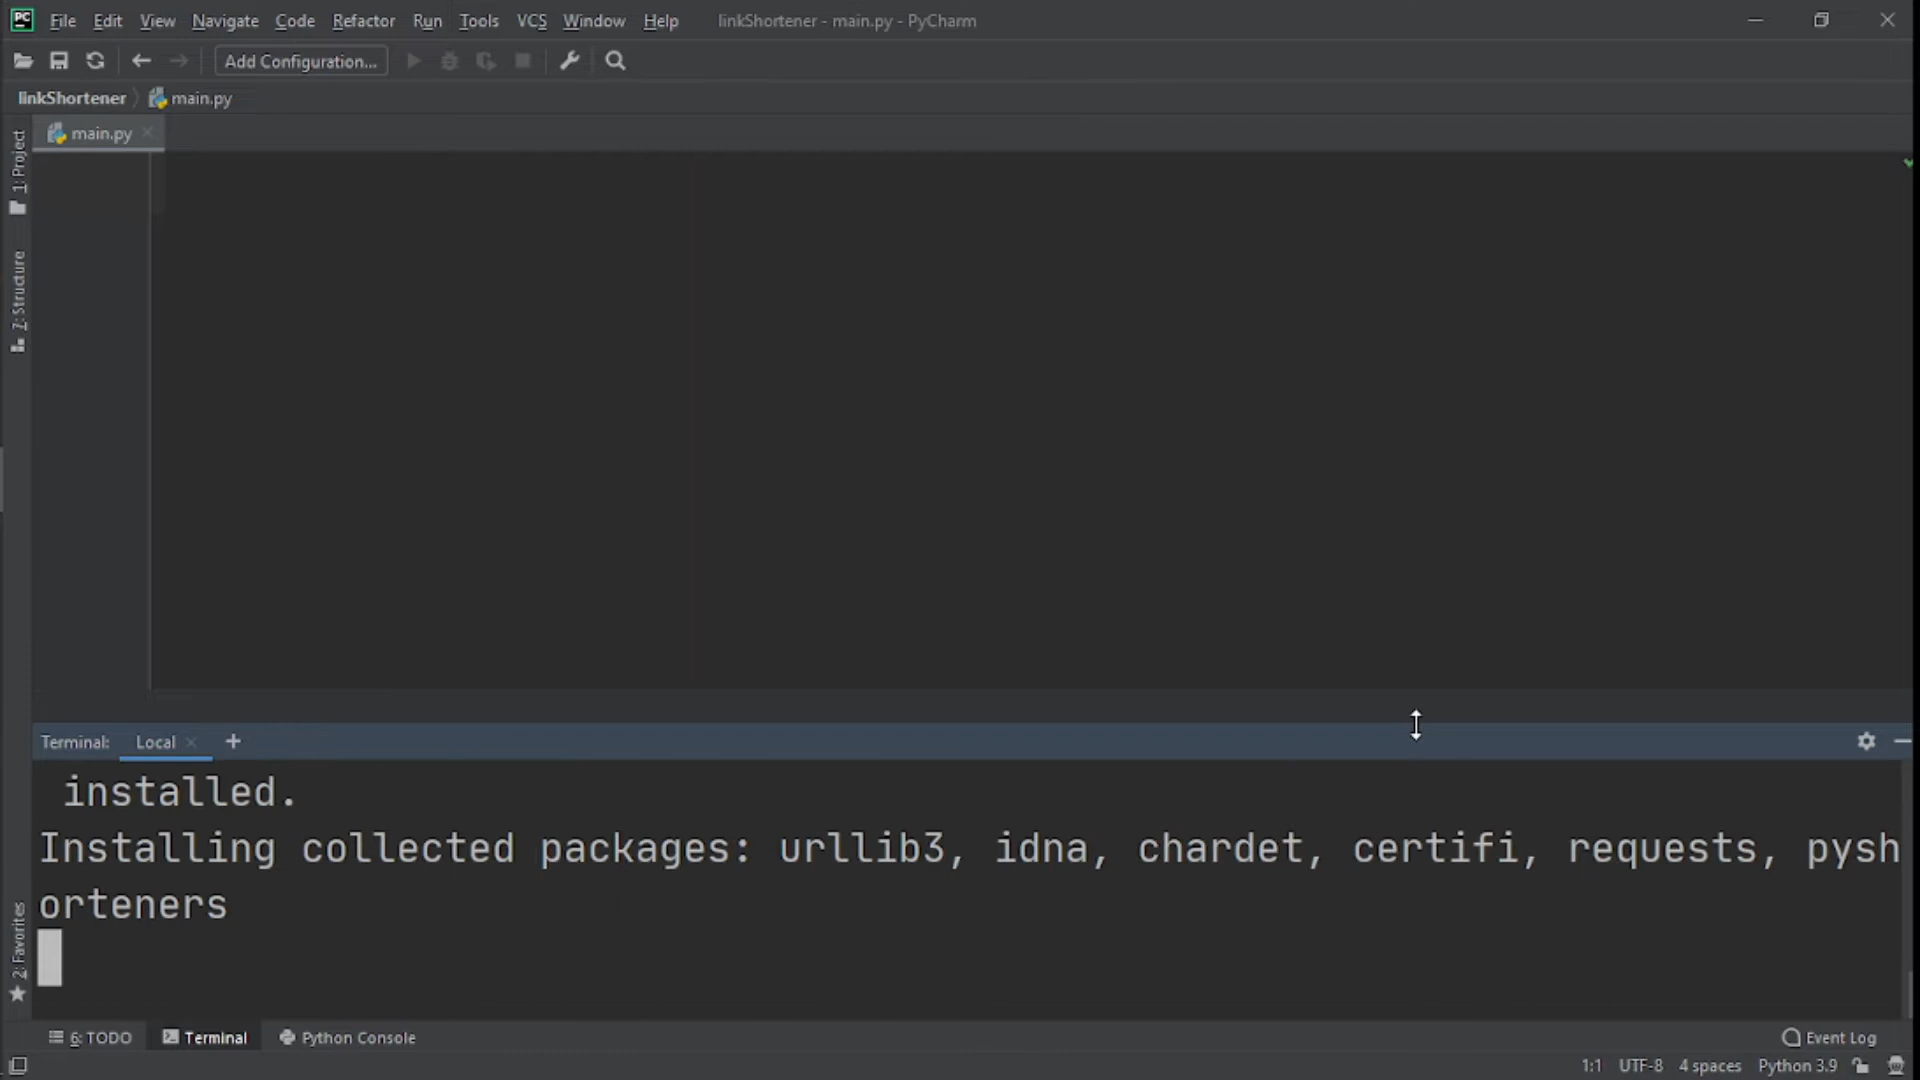 PC File Edit View Navigate Code Refactor Run Tools VCS Window Help linkShortener - main.py - PyCharm
Add Configuration...
linkShortener main.py
main.py
1: Project
7: Structure
2: Favorites
Terminal: Local +
installed.
Installing collected packages: urllib3, idna, chardet, certifi, requests, pysh
orteners
6: TODO Terminal Python Console Event Log
1:1 UTF-8 4 spaces Python 3.9